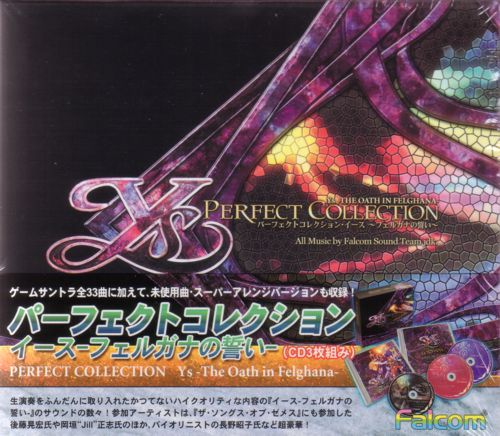 Ys
YS -THE OATH IN FELGHANA-
PERFECT COLLECTION
～パーフェクトコレクション・イース ～フェルガナの誓い～
All Music by Falcom Sound Team jdk
ゲームサントラ全33曲に加えて、未使用曲・スーパーアレンジバージョンも収録！
パーフェクトコレクション
イース-フェルガナの誓い-
(CD3枚組み)
PERFECT COLLECTION Ys -The Oath in Felghana-
生演奏をふんだんに取り入れたかつてないハイクオリティな内容の『イース-フェルガナの
誓い-』のサウンドの数々！参加アーティストは、『ザ・ソングス・オブ・ゼメス』にも参加した
後藤晃宏氏や岡垣"Jill"正志氏のほか、バイオリニストの長野昭子氏など超豪華！
Falcom